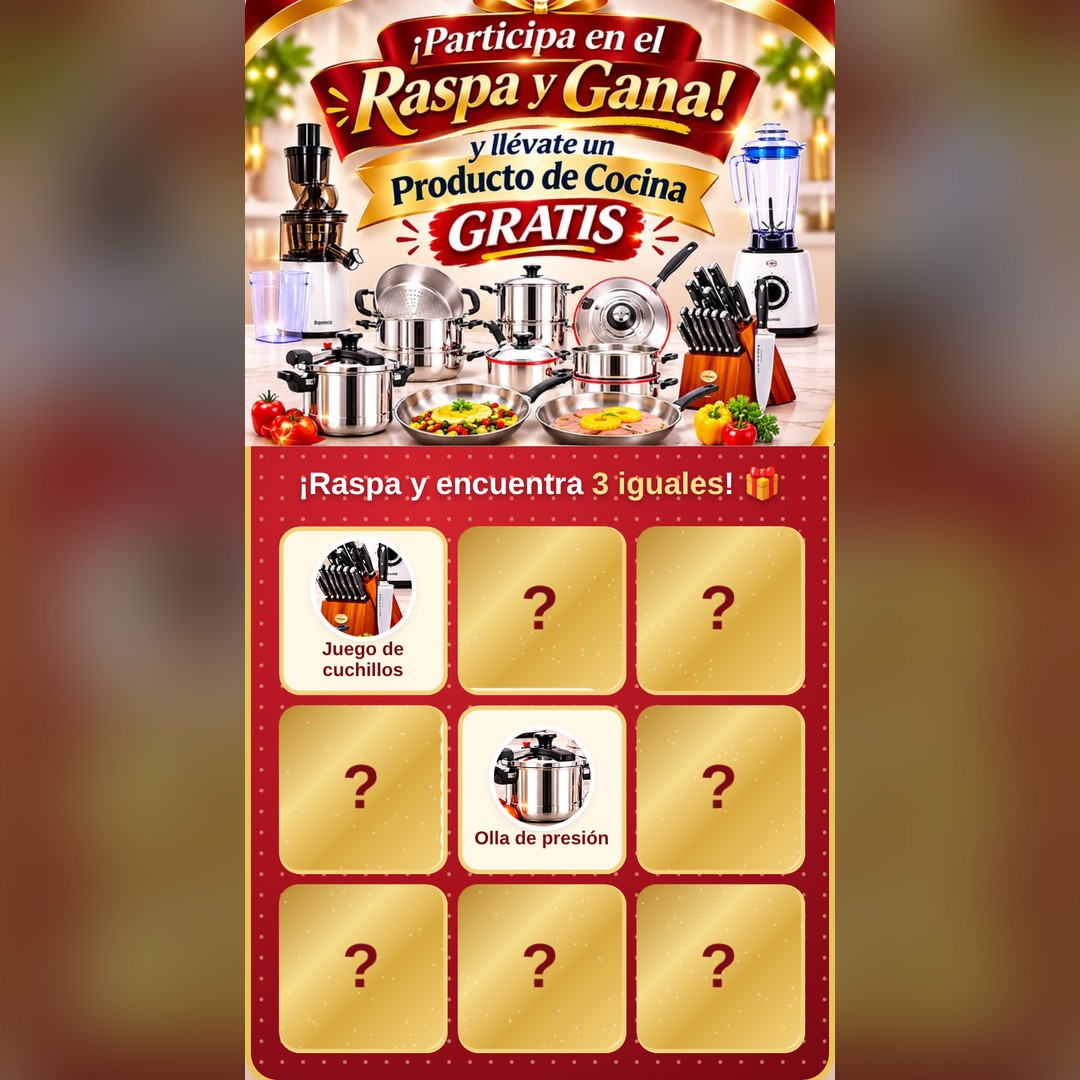 ¡Participa en el
Raspa y Gana!
y llévate un
Producto de Cocina
GRATIS
¡Raspa y encuentra 3 iguales! 🎁
Juego de
cuchillos
?
?
?
Olla de presión
?
?
?
?